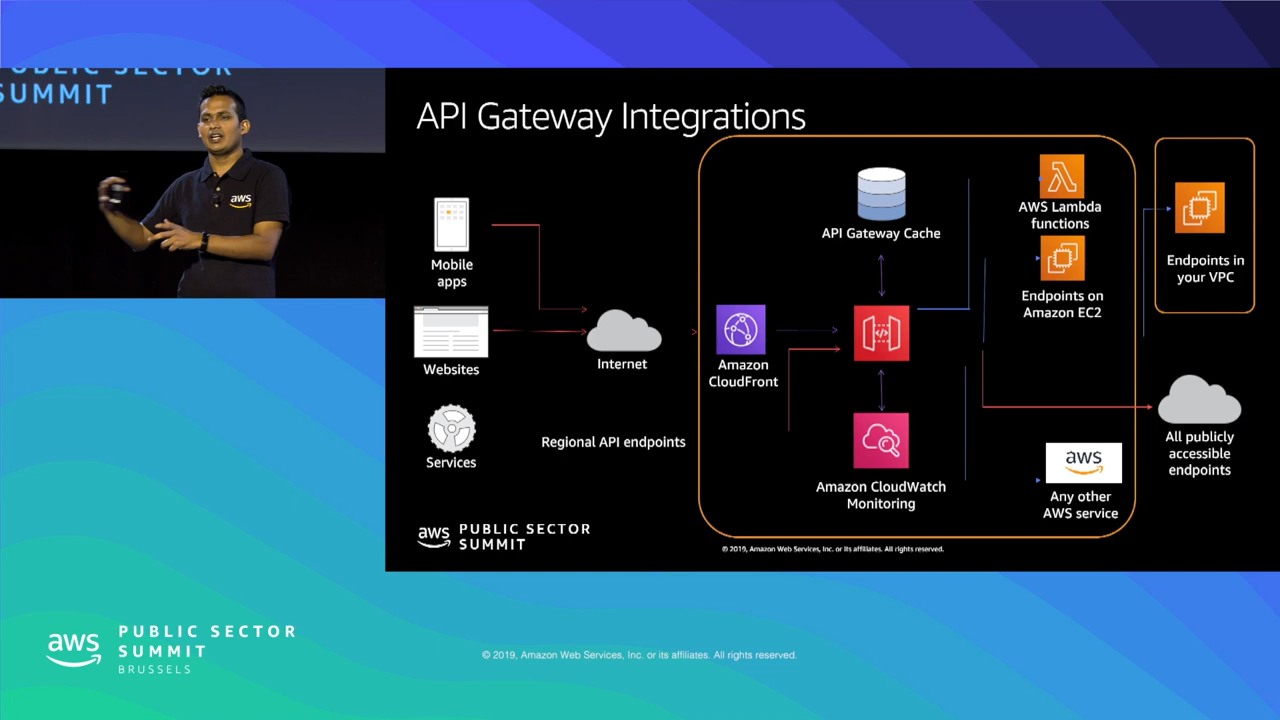 PUBLIC SECTOR
SUMMIT
aws
API Gateway Integrations
Mobile
apps
Websites
Services
Internet
Regional API endpoints
Amazon
CloudFront
API Gateway Cache
Amazon CloudWatch
Monitoring
AWS Lambda
functions
Endpoints on
Amazon EC2
aws
Any other
AWS service
Endpoints in
your VPC
All publicly
accessible
endpoints
aws
PUBLIC SECTOR
SUMMIT
© 2019, Amazon Web Services, Inc. or its affiliates. All rights reserved.
aws
PUBLIC SECTOR
SUMMIT
BRUSSELS
© 2019, Amazon Web Services, Inc. or its affiliates. All rights reserved.